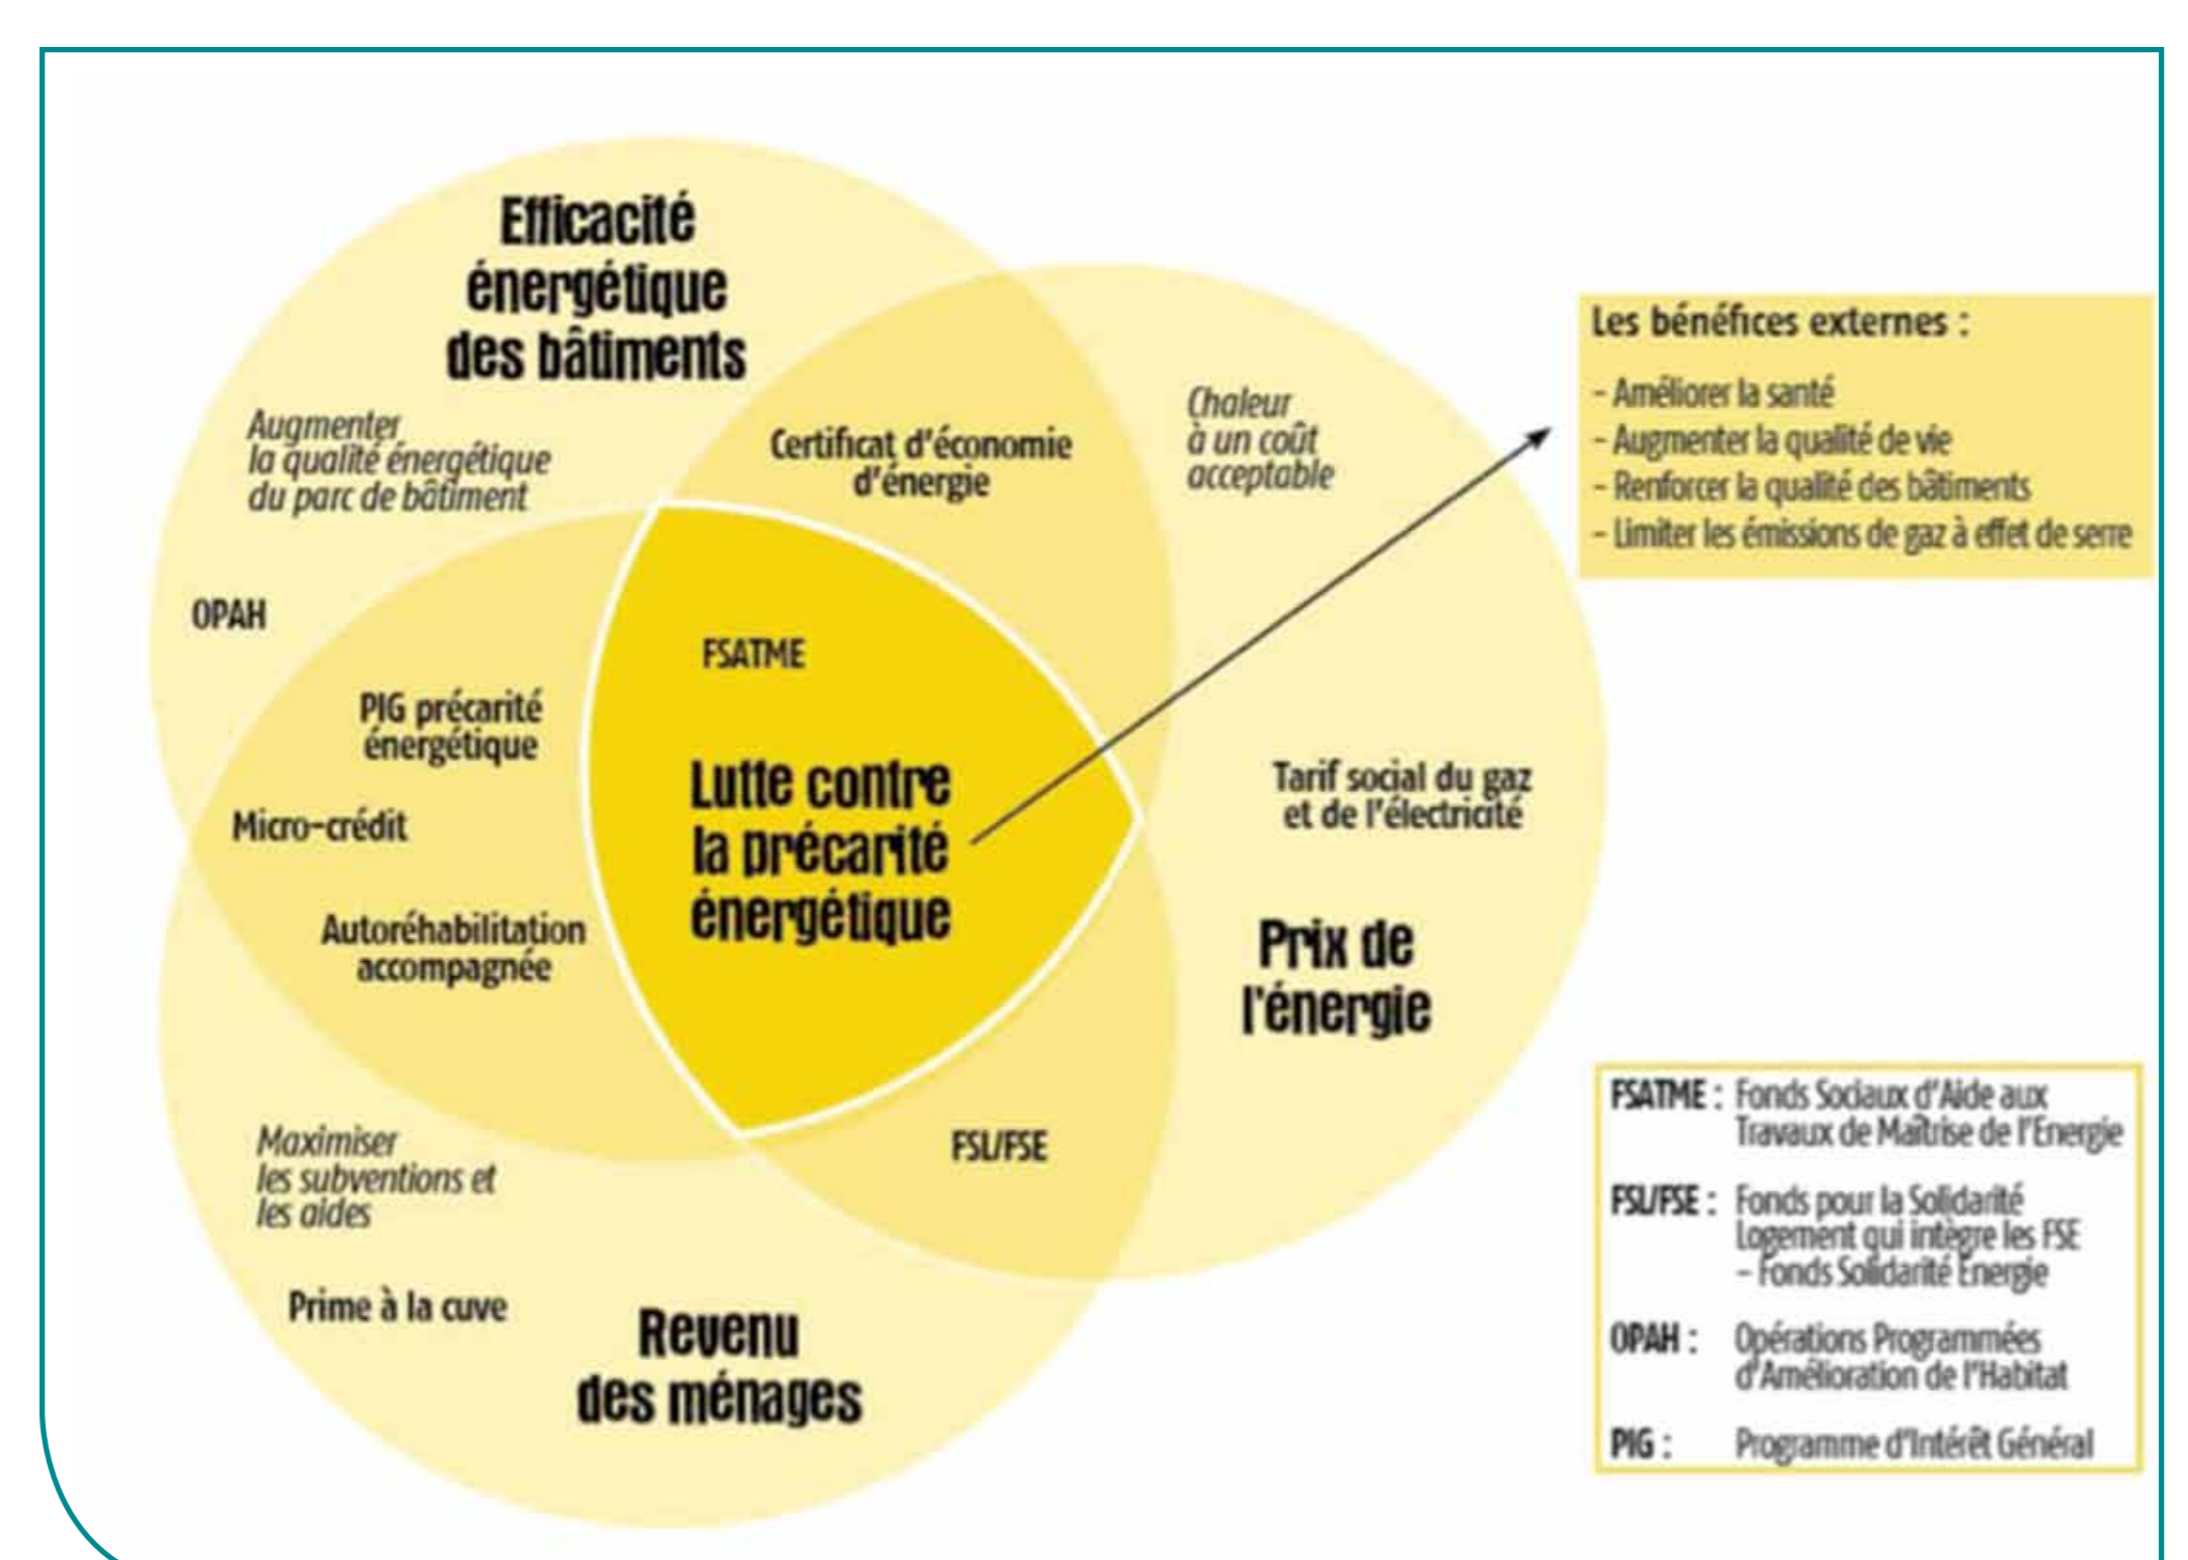 Efficacité
énergétique
des bâtiments
Augmenter
la qualité énergétique
du parc de bâtiment
OPAH
Certificat d'économie
d'énergie
Chaleur
à un coût
acceptable
Les bénéfices externes :
- Améliorer la santé
- Augmenter la qualité de vie
- Renforcer la qualité des bâtiments
- Limiter les émissions de gaz à effet de serre
FSATME
PIG précarité
énergétique
Micro-crédit
Autoréhabilitation
accompagnée
Lutte contre
la précarité
énergétique
Tarif social du gaz
et de l'électricité
Prix de
l'énergie
FSL/FSE
Maximiser
les subventions et
les aides
Prime à la cuve
Revenu
des ménages
FSATME : Fonds Sociaux d'Aide aux
Travaux de Maîtrise de l'Energie
FSL/FSE : Fonds pour la Solidarité
Logement qui intègre les FSE
– Fonds Solidarité Energie
OPAH : Opérations Programmées
d'Amélioration de l'Habitat
PIG : Programme d'Intérêt Général